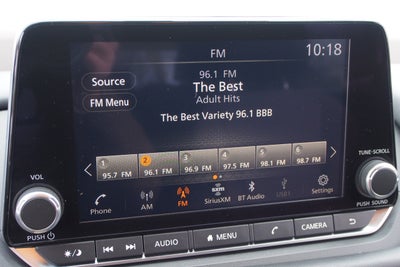 FM
10:18
Source
FM Menu
96.1 FM
The Best
Adult Hits
The Best Variety 96.1 BBB
1 2 3 4 5 6
95.7 FM 96.1 FM 96.9 FM 97.5 FM 98.1 FM 98.7 FM
Phone AM FM sxm SiriusXM BT Audio USB1 Settings
VOL
PUSH
TUNE·SCROLL
PUSH SOUND
AUDIO
MENU
CAMERA